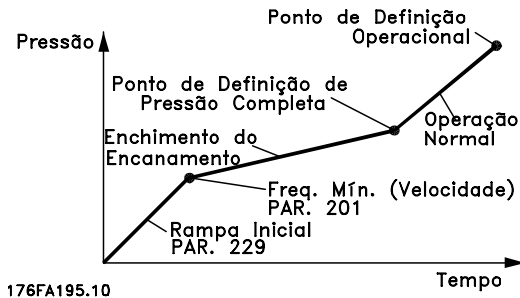 Ponto de Definição
Operacional
Pressão
Ponto de Definição de
Pressão Completa
Operação
Normal
Enchimento do
Encanamento
Freq. Mín. (Velocidade)
PAR. 201
Rampa Inicial
PAR. 229
Tempo
176FA195.10